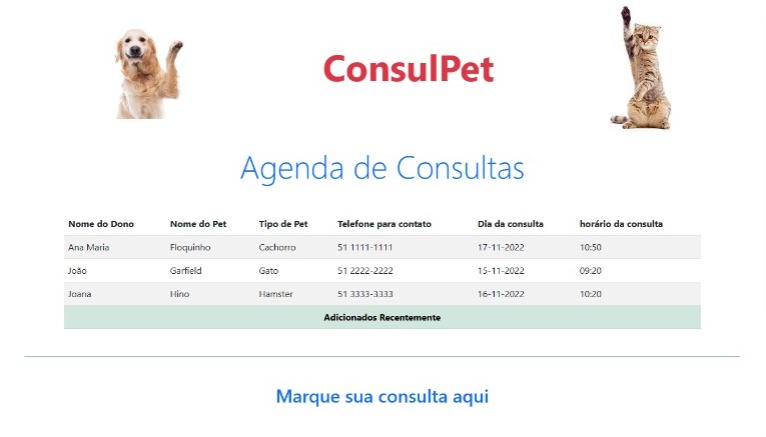 ConsulPet
Agenda de Consultas
Nome do Dono Nome do Pet Tipo de Pet Telefone para contato Dia da consulta horário da consulta
Ana Maria Floquinho Cachorro 51 1111-1111 17-11-2022 10:50
João Garfield Gato 51 2222-2222 15-11-2022 09:20
Joana Hino Hamster 51 3333-3333 16-11-2022 10:20
Adicionados Recentemente
Marque sua consulta aqui